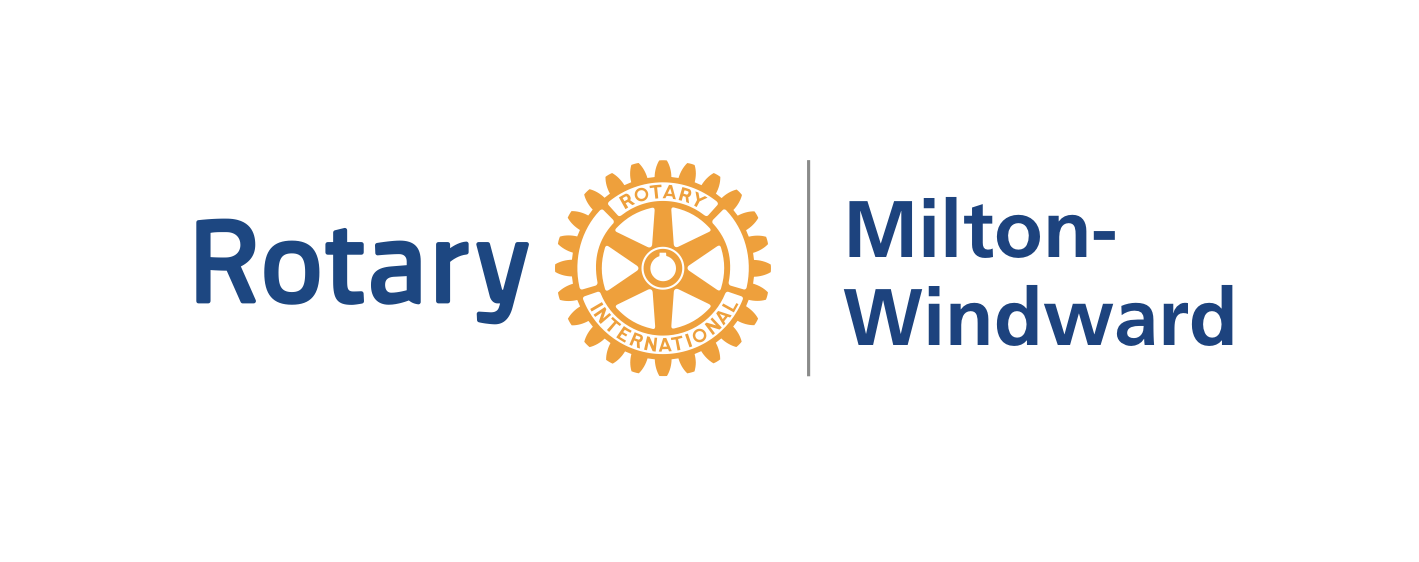 Rotary
ROTARY
INTERNATIONAL
Milton-
Windward